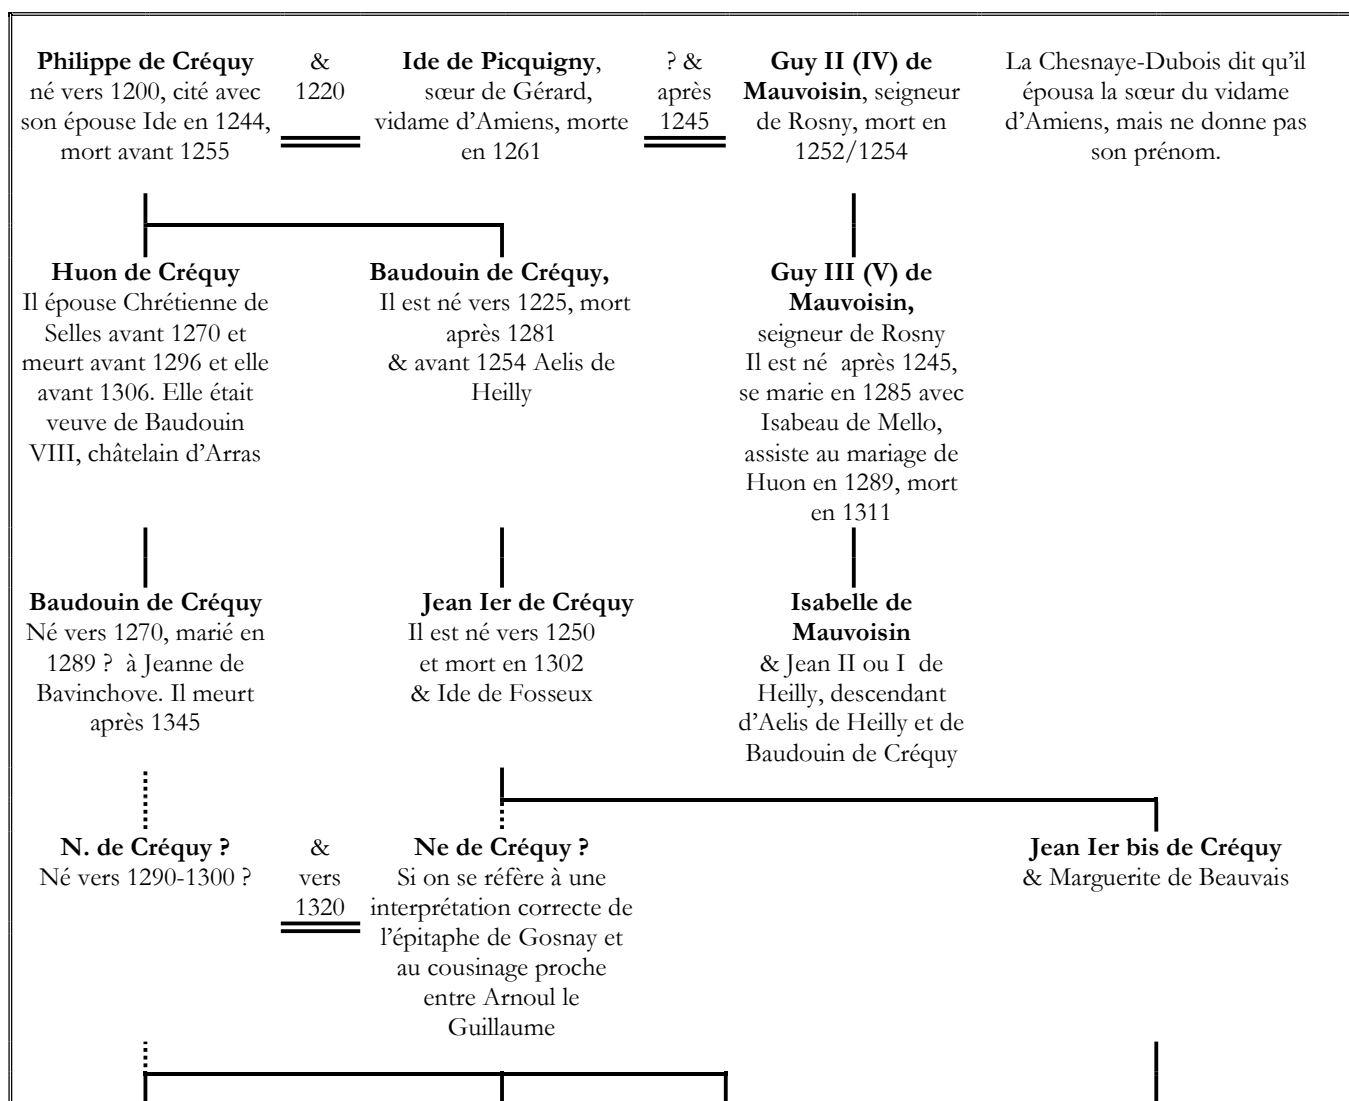 Philippe de Créquy
né vers 1200, cité avec
son épouse Ide en 1244,
mort avant 1255
&
1220
Ide de Picquigny,
sœur de Gérard,
vidame d'Amiens, morte
en 1261
? &
après
1245
Guy II (IV) de
Mauvoisin, seigneur
de Rosny, mort en
1252/1254
La Chesnaye-Dubois dit qu'il
épousa la sœur du vidame
d'Amiens, mais ne donne pas
son prénom.
Huon de Créquy
Il épouse Chrétienne de
Selles avant 1270 et
meurt avant 1296 et elle
avant 1306. Elle était
veuve de Baudouin
VIII, châtelain d'Arras
Baudouin de Créquy,
Il est né vers 1225, mort
après 1281
& avant 1254 Aelis de
Heilly
Guy III (V) de
Mauvoisin,
seigneur de Rosny
Il est né après 1245,
se marie en 1285 avec
Isabeau de Mello,
assiste au mariage de
Huon en 1289, mort
en 1311
Baudouin de Créquy
Né vers 1270, marié en
1289 ? à Jeanne de
Bavinchove. Il meurt
après 1345
Jean Ier de Créquy
Il est né vers 1250
et mort en 1302
& Ide de Fosseux
Isabelle de
Mauvoisin
& Jean II ou I de
Heilly, descendant
d'Aelis de Heilly et de
Baudouin de Créquy
N. de Créquy ?
Né vers 1290-1300 ?
&
vers
1320
Ne de Créquy ?
Si on se réfère à une
interprétation correcte de
l'épitaphe de Gosnay et
au cousinage proche
entre Arnoul le
Guillaume
Jean Ier bis de Créquy
& Marguerite de Beauvais